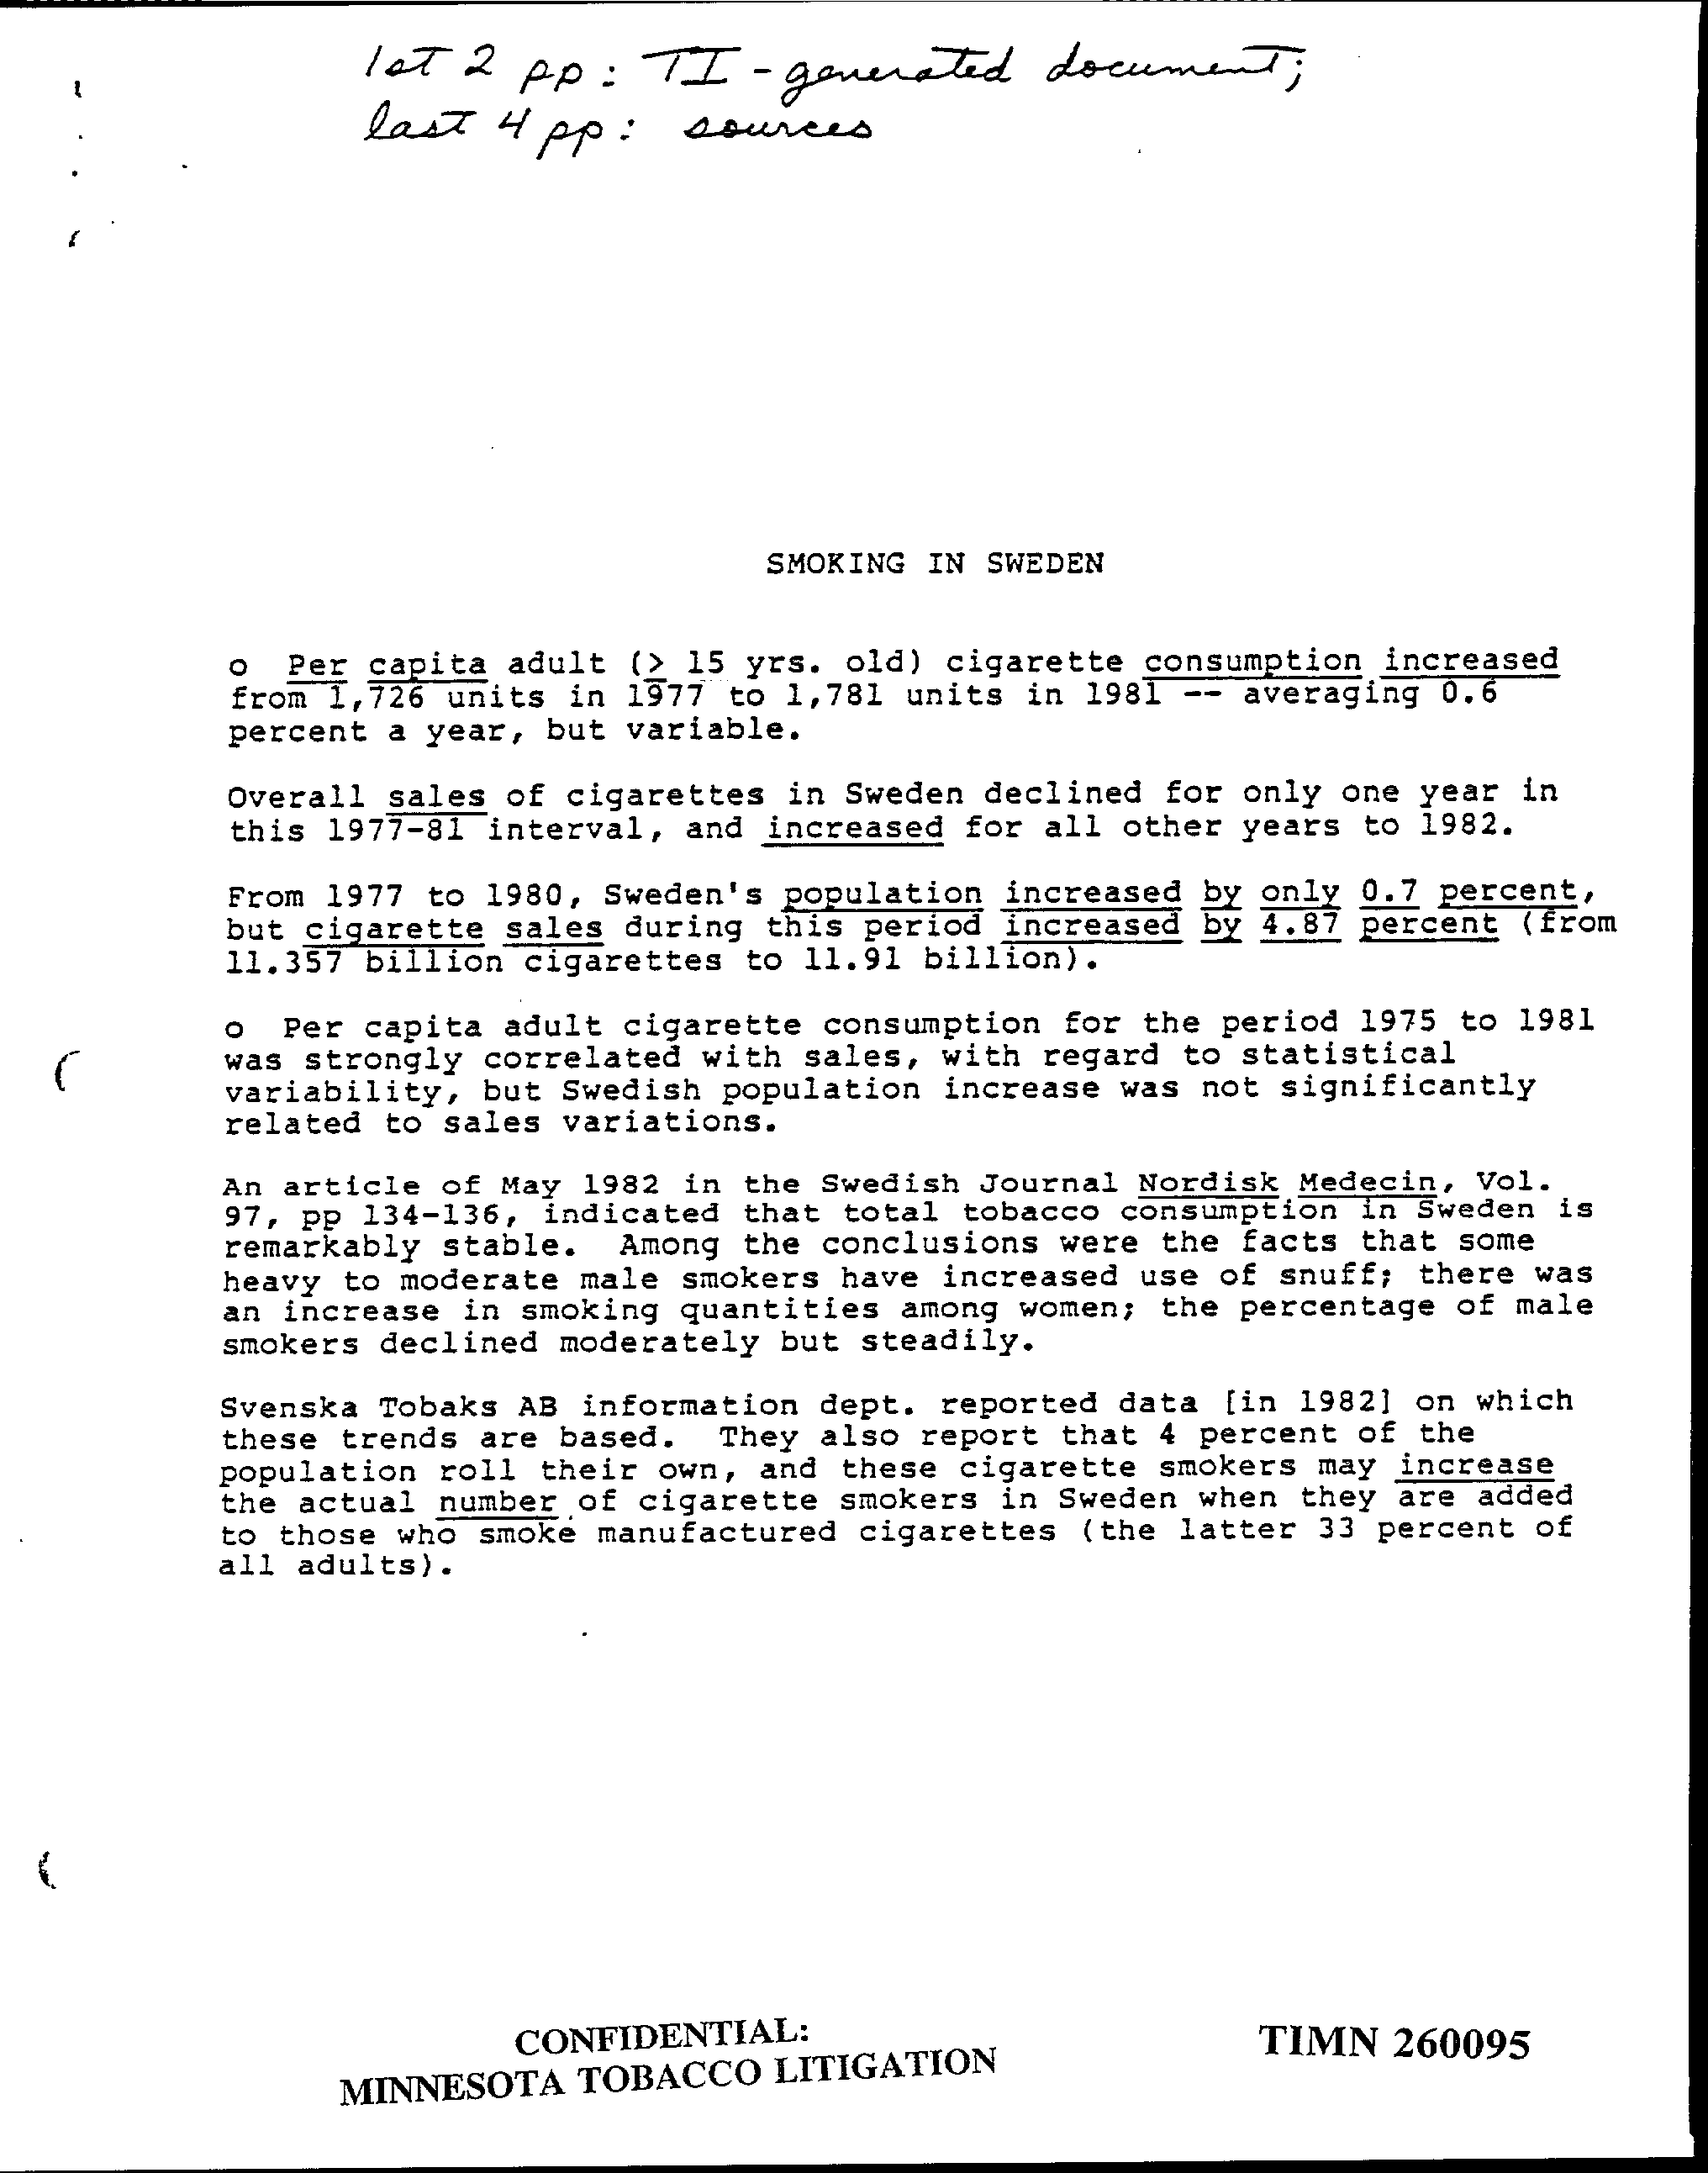 1st 2 pp: TI-generated document;
last 4 pp: sources
SMOKING IN SWEDEN
o Per capita adult (≥ 15 yrs. old) cigarette consumption increased
from 1,726 units in 1977 to 1,781 units in 1981 -- averaging 0.6
percent a year, but variable.
Overall sales of cigarettes in Sweden declined for only one year in
this 1977-81 interval, and increased for all other years to 1982.
From 1977 to 1980, Sweden's population increased by only 0.7 percent,
but cigarette sales during this period increased by 4.87 percent (from
11.357 billion cigarettes to 11.91 billion).
o Per capita adult cigarette consumption for the period 1975 to 1981
was strongly correlated with sales, with regard to statistical
variability, but Swedish population increase was not significantly
related to sales variations.
An article of May 1982 in the Swedish Journal Nordisk Medecin, Vol.
97, pp 134-136, indicated that total tobacco consumption in Sweden is
remarkably stable. Among the conclusions were the facts that some
heavy to moderate male smokers have increased use of snuff; there was
an increase in smoking quantities among women; the percentage of male
smokers declined moderately but steadily.
Svenska Tobaks AB information dept. reported data [in 1982] on which
these trends are based. They also report that 4 percent of the
population roll their own, and these cigarette smokers may increase
the actual number of cigarette smokers in Sweden when they are added
to those who smoke manufactured cigarettes (the latter 33 percent of
all adults).
CONFIDENTIAL:
MINNESOTA TOBACCO LITIGATION
TIMN 260095